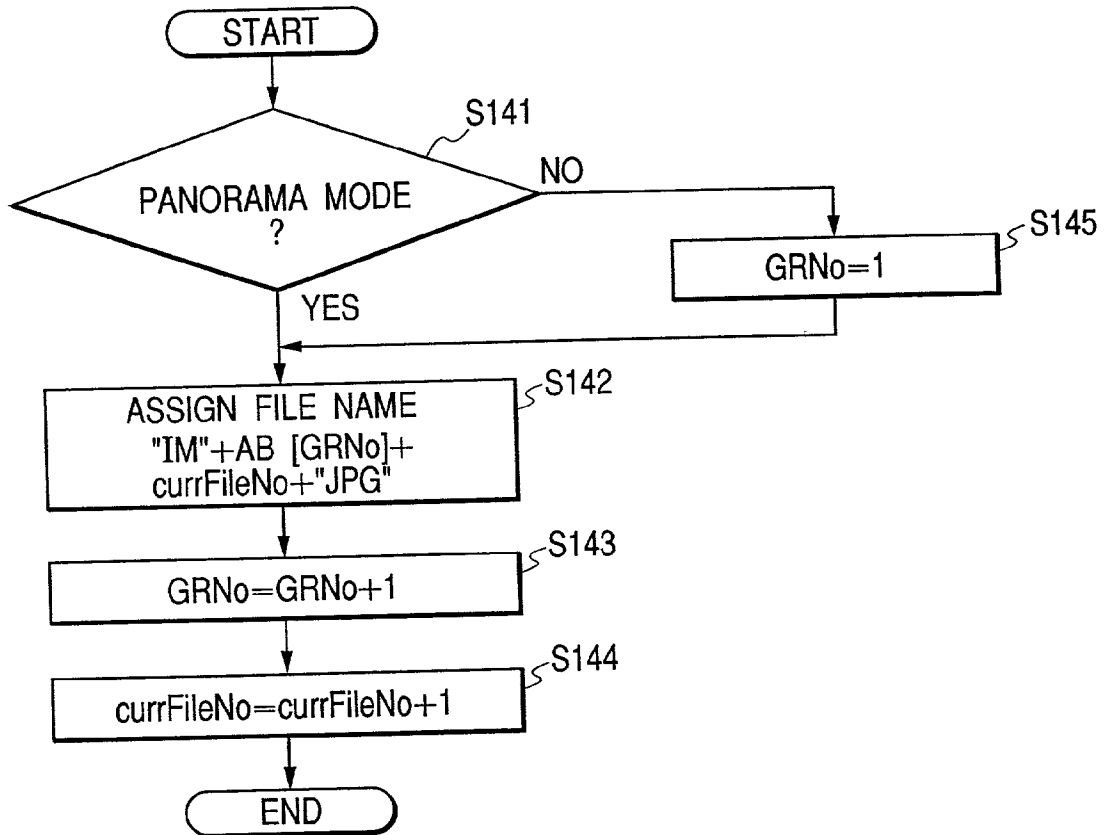 START
S141
PANORAMA MODE
?
NO
YES
S145
GRNo=1
S142
ASSIGN FILE NAME
"IM"+AB [GRNo]+
currFileNo+"JPG"
S143
GRNo=GRNo+1
S144
currFileNo=currFileNo+1
END